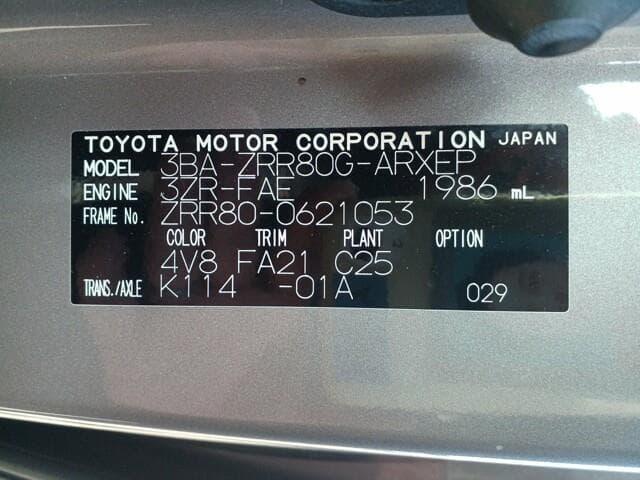 TOYOTA MOTOR CORPORATION JAPAN
MODEL 3BA-ZRR80G-ARXEP
ENGINE 3ZR-FAE 1986 mL
FRAME No. ZRR80-0621053
COLOR TRIM PLANT OPTION
4V8 FA21 C25
TRANS./AXLE K114 -01A 029